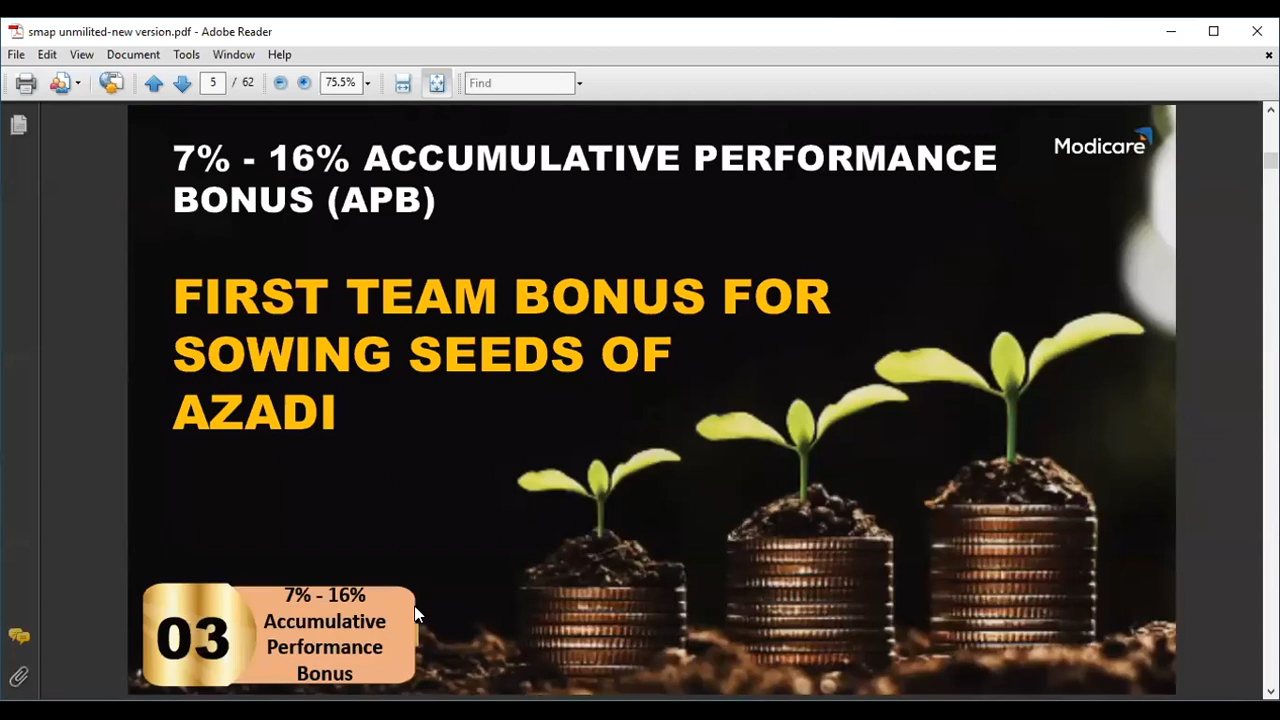 smap unmilited-new version.pdf - Adobe Reader
File Edit View Document Tools Window Help
5 / 62 75.5% Find
7% - 16% ACCUMULATIVE PERFORMANCE
BONUS (APB)
Modicare
FIRST TEAM BONUS FOR
SOWING SEEDS OF
AZADI
03
7% - 16%
Accumulative
Performance
Bonus